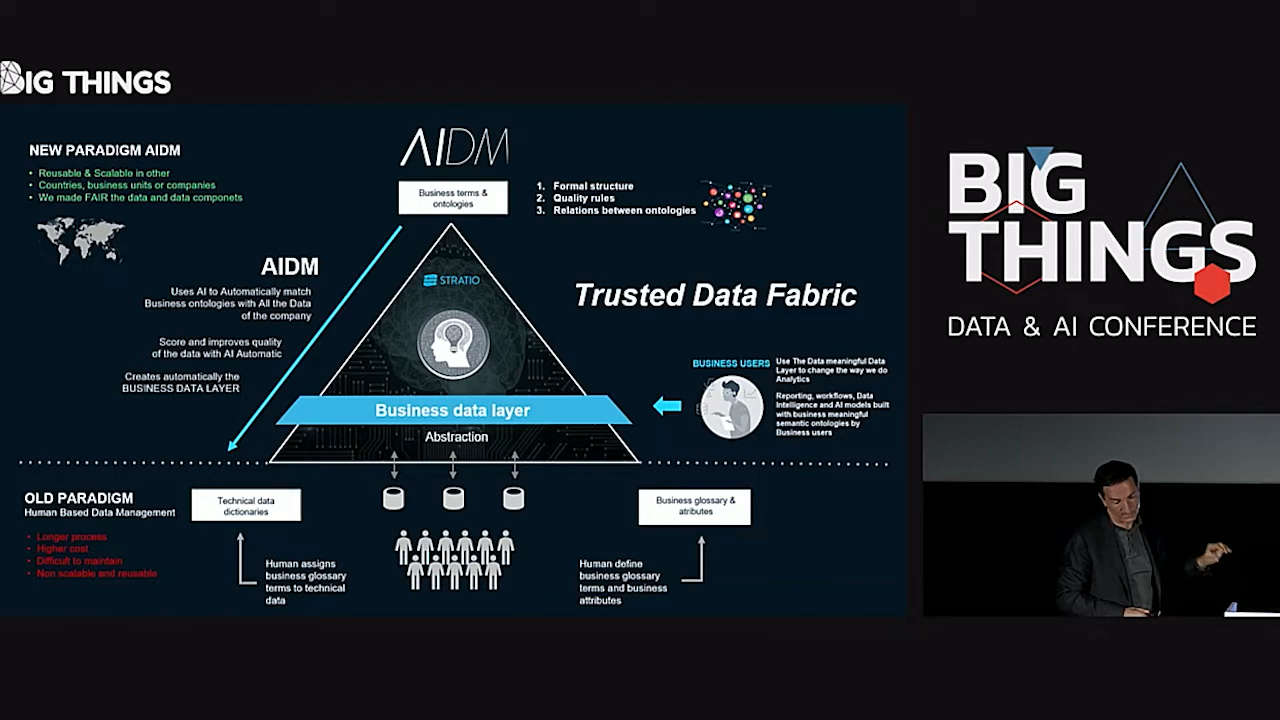 BIG THINGS
AIDM
NEW PARADIGM AIDM
• Reusable & Scalable in other
• Countries, business units or companies
• We made FAIR the data and data componets
Business terms &
ontologies
1. Formal structure
2. Quality rules
3. Relations between ontologies
AIDM
Uses AI to Automatically match
Business ontologies with All the Data
of the company
Score and improves quality
of the data with AI Automatic
Creates automatically the
BUSINESS DATA LAYER
STRATIO
Trusted Data Fabric
Business data layer
Abstraction
BUSINESS USERS
Use The Data meaningful Data
Layer to change the way we do
Analytics
Reporting, workflows, Data
Intelligence and AI models built
with business meaningful
semantic ontologies by
Business users
OLD PARADIGM
Human Based Data Management
• Longer process
• Higher cost
• Difficult to maintain
• Non scalable and reusable
Technical data
dictionaries
Human assigns
business glossary
terms to technical
data
Business glossary &
atributes
Human define
business glossary
terms and business
attributes
BIG
THINGS
DATA & AI CONFERENCE